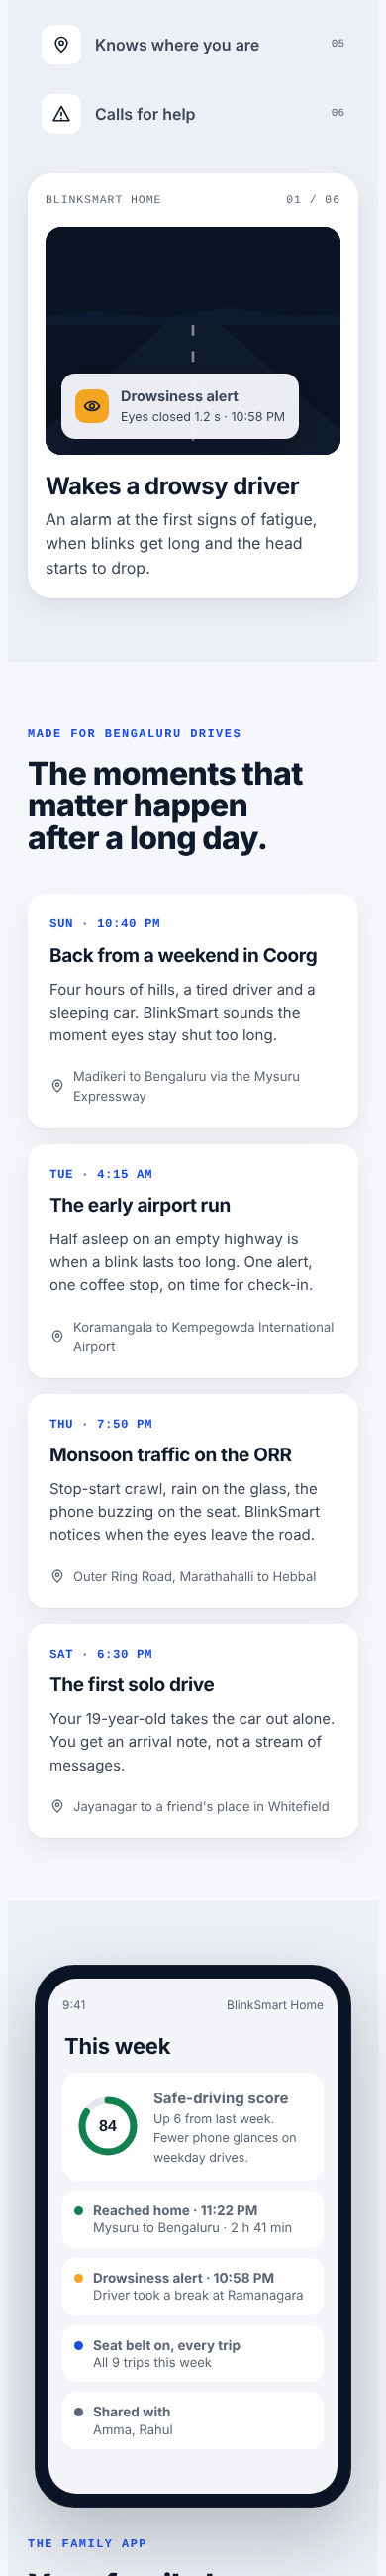 Knows where you are 05
Calls for help 06
BLINKSMART HOME 01 / 06
Drowsiness alert
Eyes closed 1.2 s · 10:58 PM
Wakes a drowsy driver
An alarm at the first signs of fatigue,
when blinks get long and the head
starts to drop.
MADE FOR BENGALURU DRIVES
The moments that
matter happen
after a long day.
SUN · 10:40 PM
Back from a weekend in Coorg
Four hours of hills, a tired driver and a
sleeping car. BlinkSmart sounds the
moment eyes stay shut too long.
Madikeri to Bengaluru via the Mysuru
Expressway
TUE · 4:15 AM
The early airport run
Half asleep on an empty highway is
when a blink lasts too long. One alert,
one coffee stop, on time for check-in.
Koramangala to Kempegowda International
Airport
THU · 7:50 PM
Monsoon traffic on the ORR
Stop-start crawl, rain on the glass, the
phone buzzing on the seat. BlinkSmart
notices when the eyes leave the road.
Outer Ring Road, Marathahalli to Hebbal
SAT · 6:30 PM
The first solo drive
Your 19-year-old takes the car out alone.
You get an arrival note, not a stream of
messages.
Jayanagar to a friend's place in Whitefield
9:41 BlinkSmart Home
This week
84
Safe-driving score
Up 6 from last week.
Fewer phone glances on
weekday drives.
Reached home · 11:22 PM
Mysuru to Bengaluru · 2 h 41 min
Drowsiness alert · 10:58 PM
Driver took a break at Ramanagara
Seat belt on, every trip
All 9 trips this week
Shared with
Amma, Rahul
THE FAMILY APP